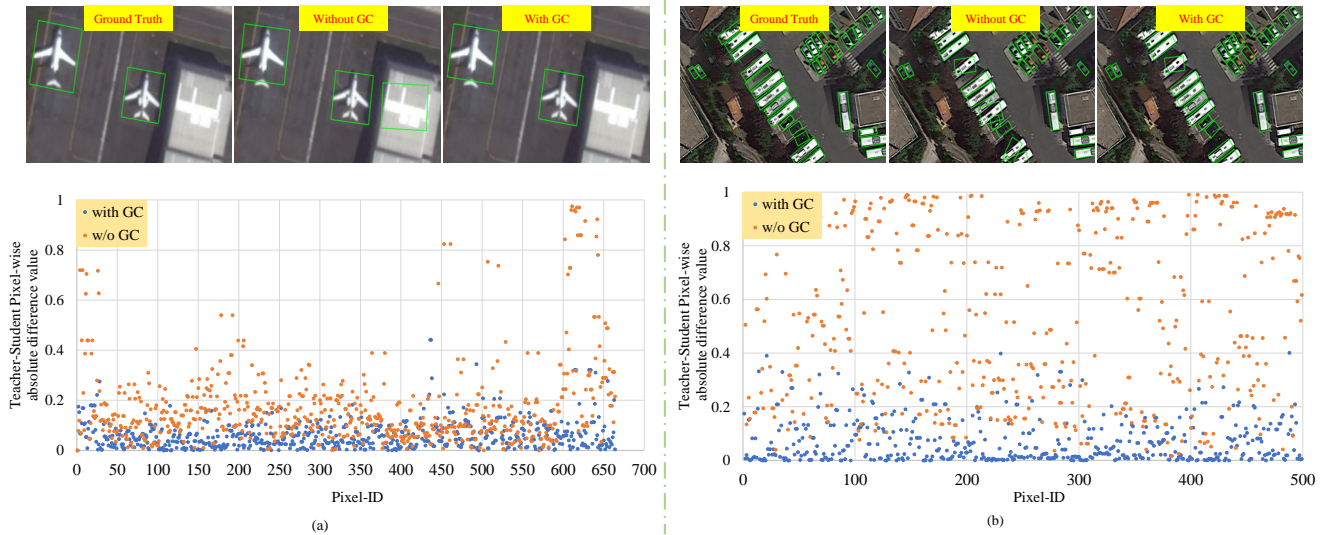 Ground Truth
Without GC
With GC
1
0.8
0.6
0.4
0.2
0
with GC
w/o GC
Teacher-Student Pixel-wise
absolute difference value
0 50 100 150 200 250 300 350 400 450 500 550 600 650 700
Pixel-ID
(a)
Ground Truth
Without GC
With GC
1
0.8
0.6
0.4
0.2
0
with GC
w/o GC
Teacher-Student Pixel-wise
absolute difference value
0 100 200 300 400 500
Pixel-ID
(b)